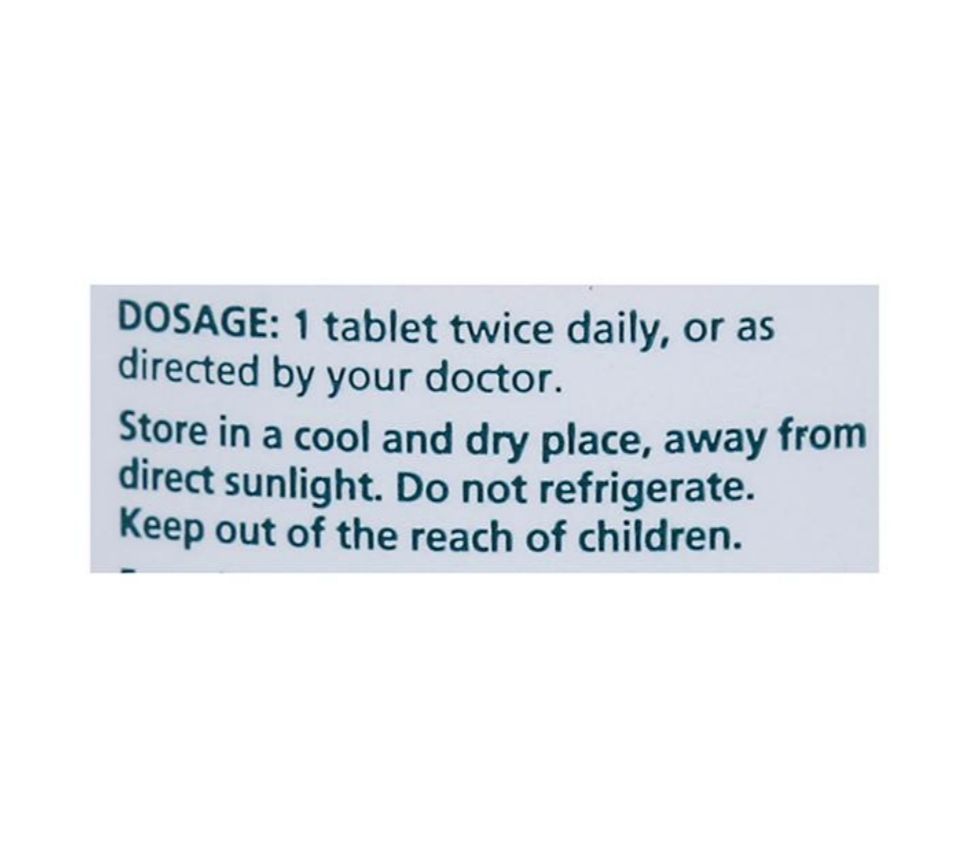 DOSAGE: 1 tablet twice daily, or as
directed by your doctor.
Store in a cool and dry place, away from
direct sunlight. Do not refrigerate.
Keep out of the reach of children.